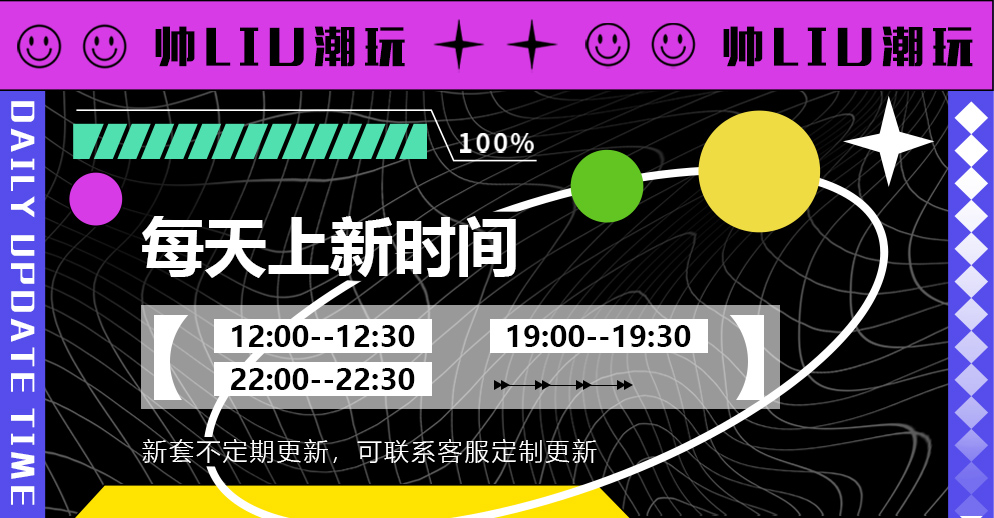 帅LIU潮玩 帅LIU潮玩
DAILY UPDATE TIME
100%
每天上新时间
12:00--12:30 19:00--19:30
22:00--22:30
新套不定期更新，可联系客服定制更新